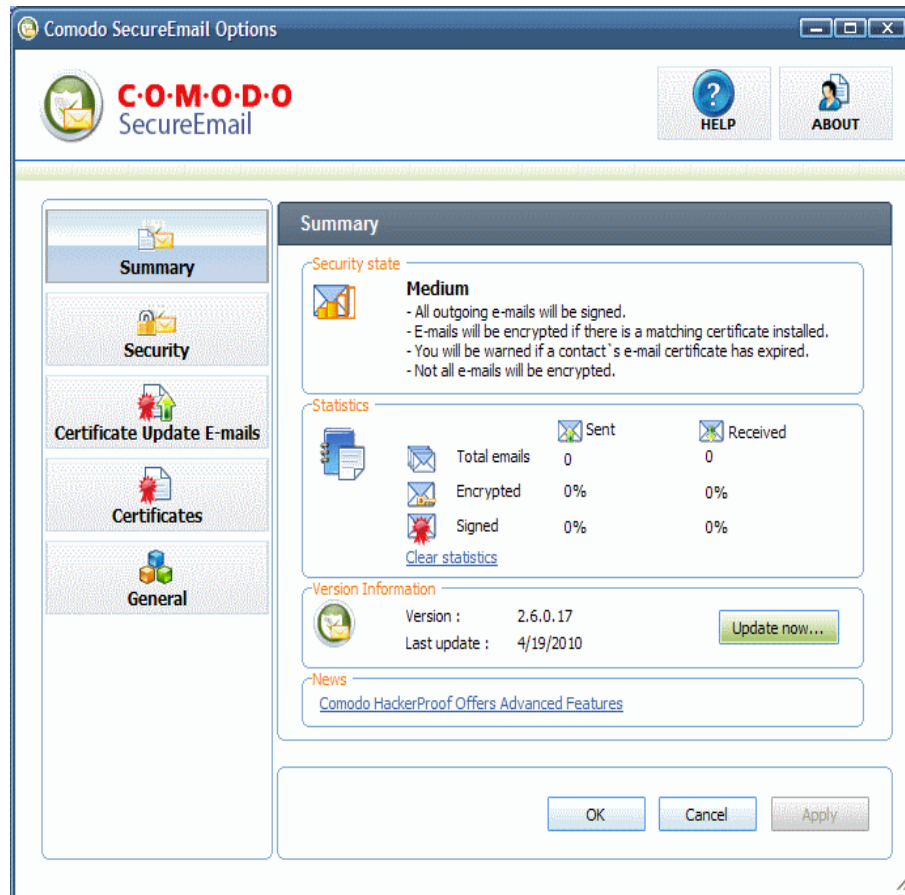 Comodo SecureEmail Options
C·O·M·O·D·O
SecureEmail
HELP
ABOUT
Summary
Security
Certificate Update E-mails
Certificates
General
Summary
Security state
Medium
- All outgoing e-mails will be signed.
- E-mails will be encrypted if there is a matching certificate installed.
- You will be warned if a contact`s e-mail certificate has expired.
- Not all e-mails will be encrypted.
Statistics
Sent Received
Total emails 0 0
Encrypted 0% 0%
Signed 0% 0%
Clear statistics
Version Information
Version : 2.6.0.17
Last update : 4/19/2010
Update now...
News
Comodo HackerProof Offers Advanced Features
OK Cancel Apply